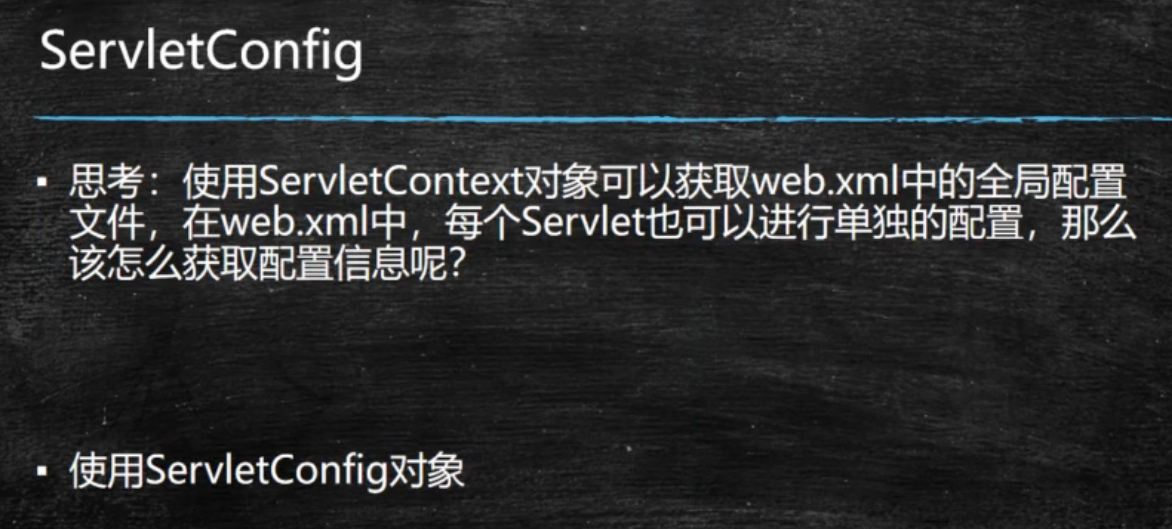 ServletConfig
▪ 思考：使用ServletContext对象可以获取web.xml中的全局配置
文件，在web.xml中，每个Servlet也可以进行单独的配置，那么
该怎么获取配置信息呢？
▪ 使用ServletConfig对象